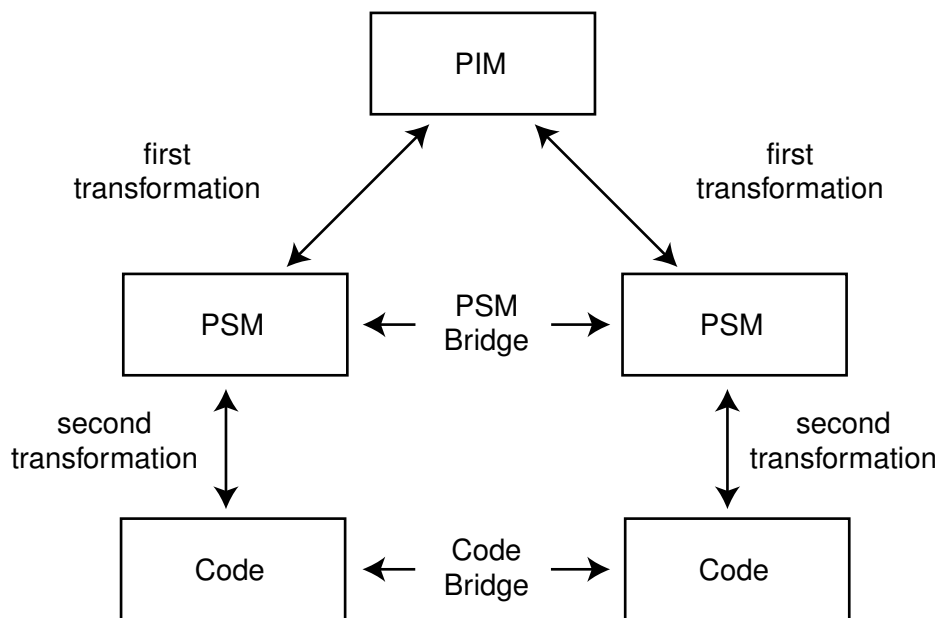 PIM
first
transformation
first
transformation
PSM
PSM
Bridge
PSM
second
transformation
second
transformation
Code
Code
Bridge
Code